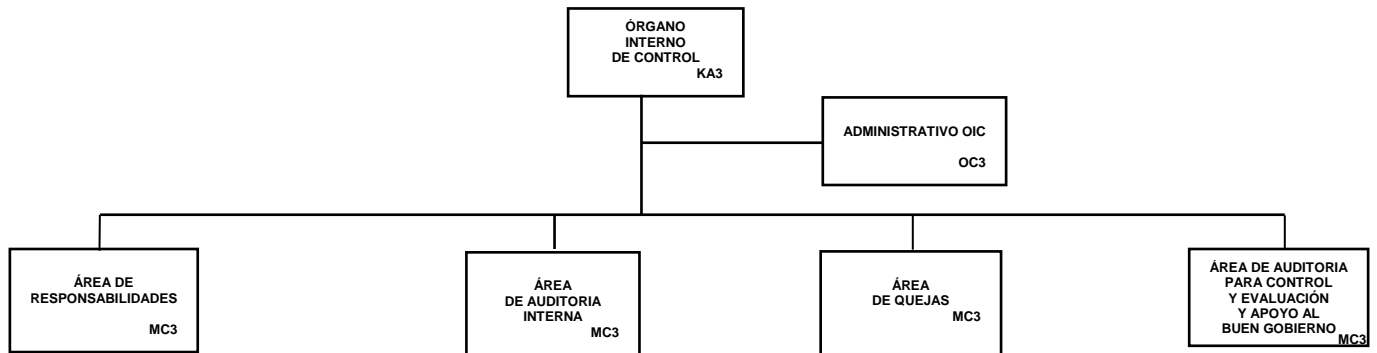 ÓRGANO
INTERNO
DE CONTROL
KA3
ADMINISTRATIVO OIC
OC3
ÁREA DE
RESPONSABILIDADES
MC3
ÁREA
DE AUDITORIA
INTERNA
MC3
ÁREA
DE QUEJAS
MC3
ÁREA DE AUDITORIA
PARA CONTROL
Y EVALUACIÓN
Y APOYO AL
BUEN GOBIERNO
MC3